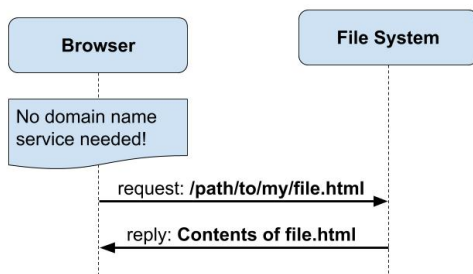 Browser
File System
No domain name
service needed!
request: /path/to/my/file.html
reply: Contents of file.html